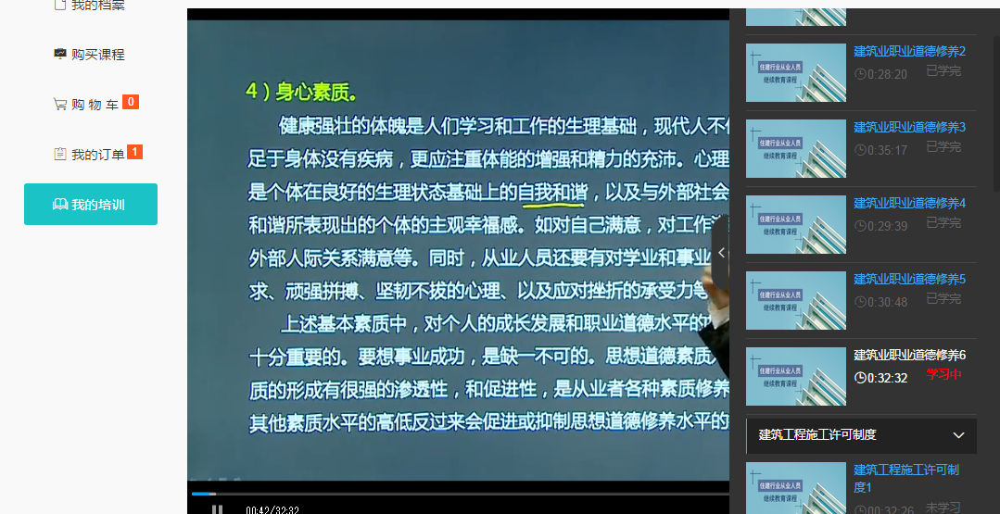 我的档案
购买课程
购 物 车 0
我的订单 1
我的培训
4）身心素质。
健康强壮的体魄是人们学习和工作的生理基础，现代人不
足于身体没有疾病，更应注重体能的增强和精力的充沛。心理
是个体在良好的生理状态基础上的自我和谐，以及与外部社会
和谐所表现出的个体的主观幸福感。如对自己满意，对工作
外部人际关系满意等。同时，从业人员还要有对学业和事业
求、顽强拼搏、坚韧不拔的心理、以及应对挫折的承受力等
上述基本素质中，对个人的成长发展和职业道德水平的
十分重要的。要想事业成功，是缺一不可的。思想道德素质
质的形成有很强的渗透性，和促进性，是从业者各种素质修养
其他素质水平的高低反过来会促进或抑制思想道德修养水平的
00:42/32:32
继续教育课程
住建行业从业人员
继续教育课程
建筑业职业道德修养2
0:28:20 已学完
住建行业从业人员
继续教育课程
建筑业职业道德修养3
0:35:17 已学完
住建行业从业人员
继续教育课程
建筑业职业道德修养4
0:29:39 已学完
住建行业从业人员
继续教育课程
建筑业职业道德修养5
0:30:48 已学完
住建行业从业人员
继续教育课程
建筑业职业道德修养6
0:32:32 学习中
建筑工程施工许可制度
住建行业从业人员
继续教育课程
建筑工程施工许可制
度1
0:32:26 未学习